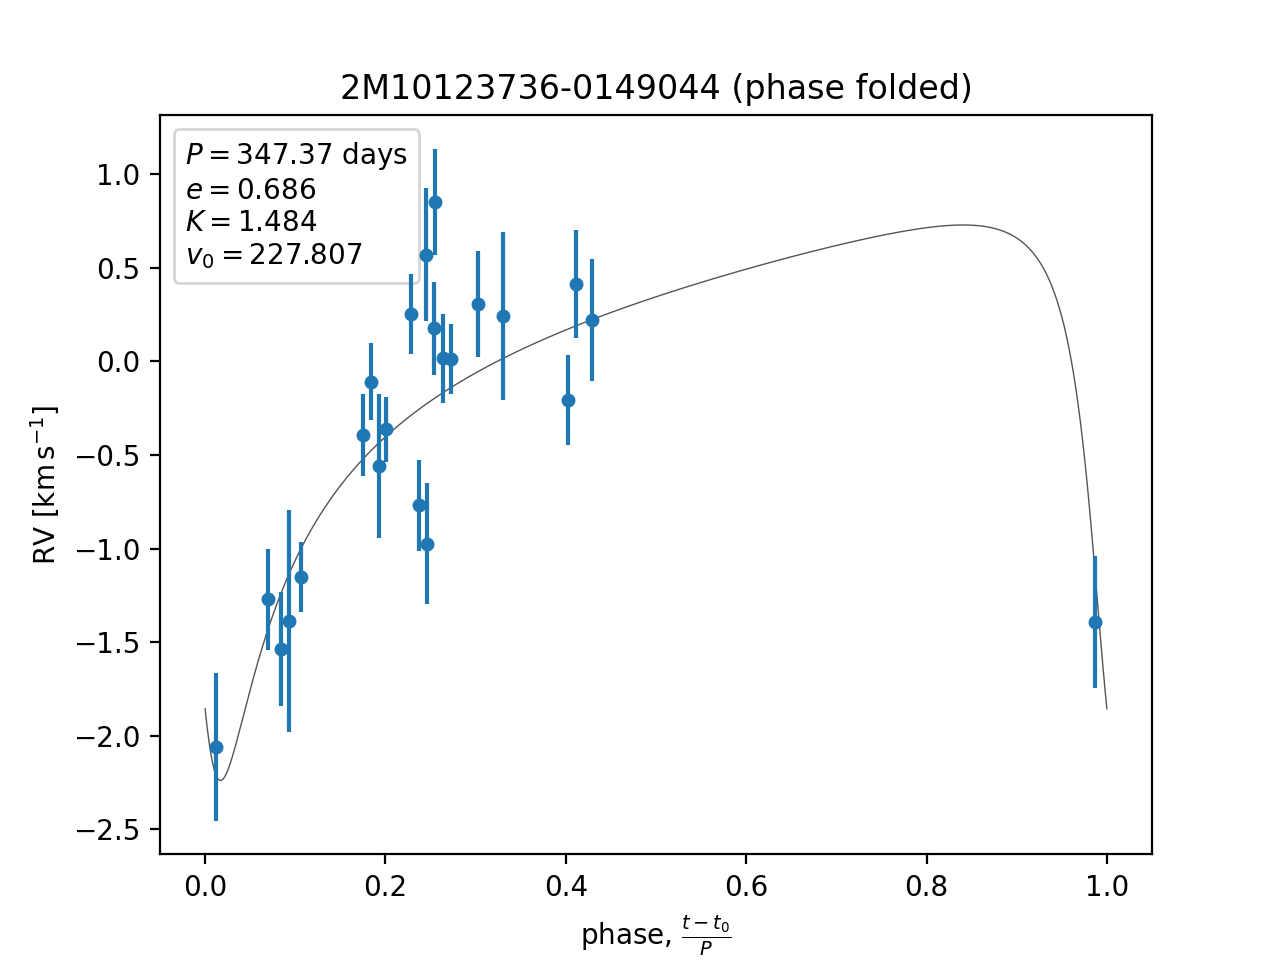 2M10123736-0149044 (phase folded)
P = 347.37 days
e = 0.686
K = 1.484
v₀ = 227.807
1.0
0.5
0.0
−0.5
−1.0
−1.5
−2.0
−2.5
RV [km s⁻¹]
0.0 0.2 0.4 0.6 0.8 1.0
phase, (t − t₀)/P